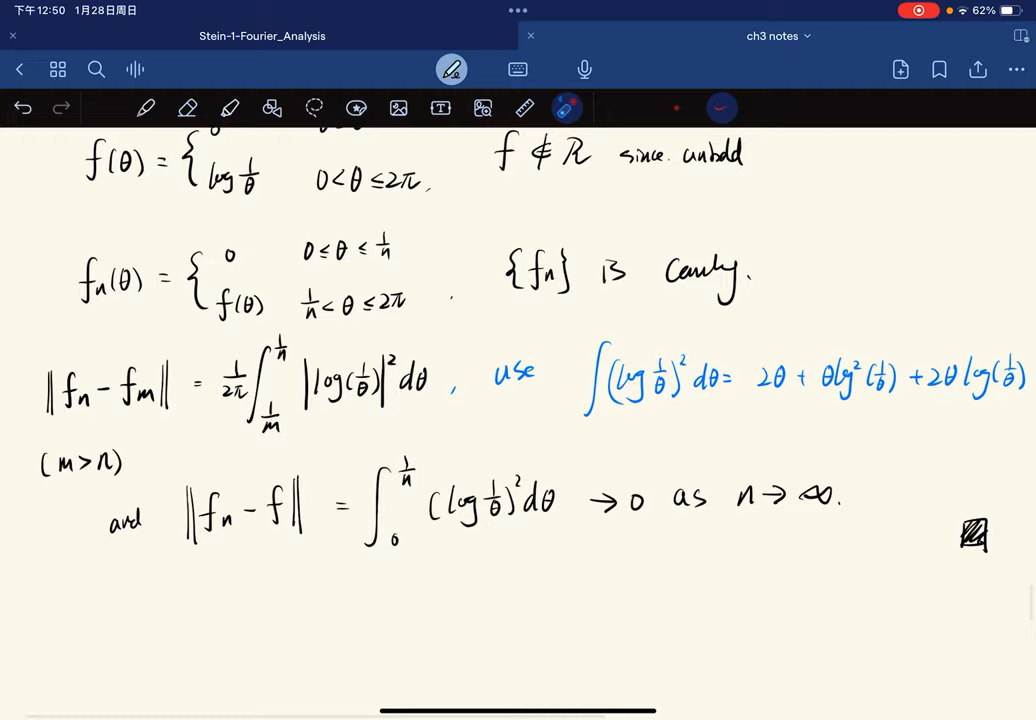 下午12:50 1月28日周日
62%
Stein-1-Fourier_Analysis
ch3 notes
f(θ) = { 0
log 1/θ 0<θ≤2π,
f ∉ R since. unbdd
fn(θ) = { 0 0≤θ≤1/n
f(θ) 1/n<θ≤2π .
{fn} is cauchy.
||fn − fm|| = 1/2π ∫_{1/m}^{1/n} |log(1/θ)|² dθ , use ∫(log 1/θ)² dθ = 2θ + θlog²(1/θ) + 2θ log(1/θ)
(m>n)
and ||fn − f|| = ∫_0^{1/n} (log 1/θ)² dθ → 0 as n → ∞.